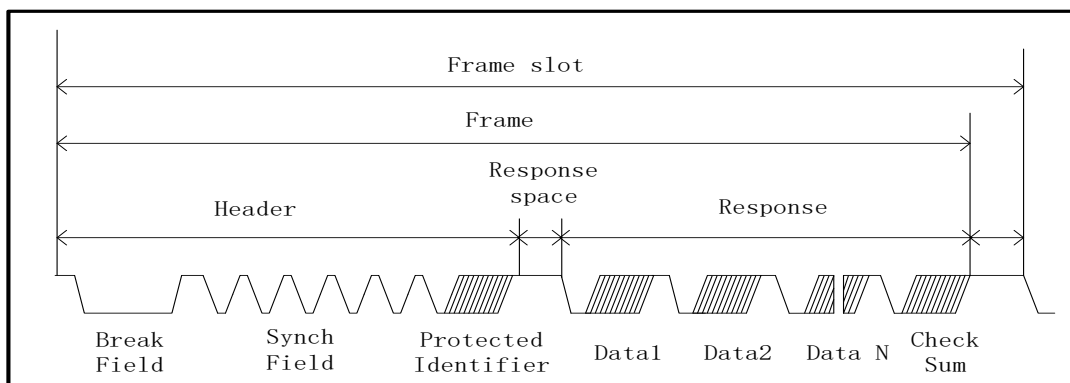 Frame slot
Frame
Response
space
Header
Response
Break
Field
Synch
Field
Protected
Identifier
Data1
Data2
Data N
Check
Sum